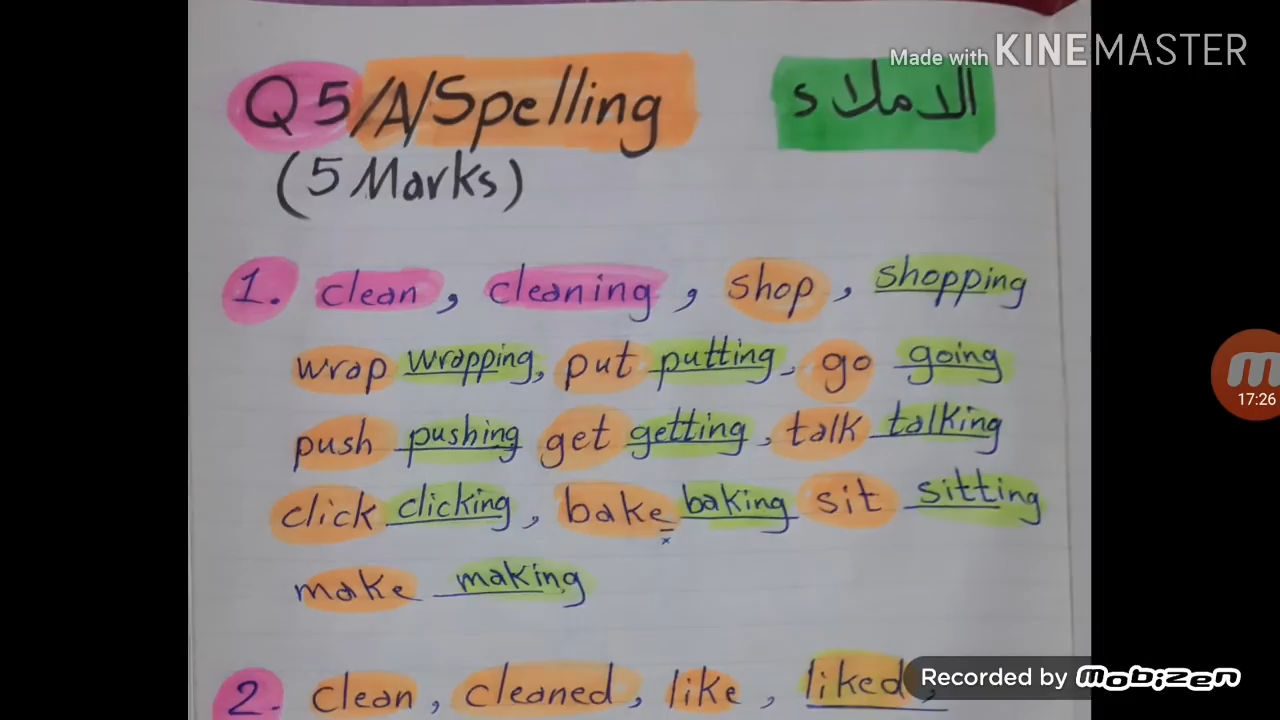 Made with KINEMASTER
Q5/A/Spelling الاملاء
(5 Marks)
1. clean, cleaning, shop, shopping
wrap wrapping, put putting, go going
push pushing get getting, talk talking
click clicking, bake baking sit sitting
x
make making
17:26
2. clean, cleaned, like, liked,
Recorded by mobizen